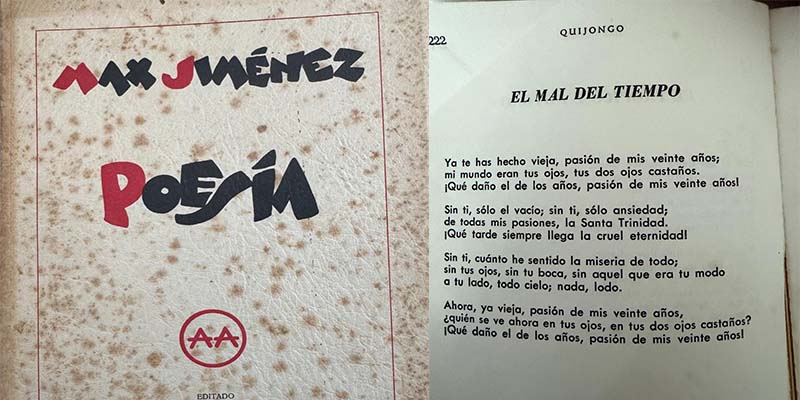 MAX JIMÉNEZ
POESÍA
AA
EDITADO
222
QUIJONGO
EL MAL DEL TIEMPO
Ya te has hecho vieja, pasión de mis veinte años;
mi mundo eran tus ojos, tus dos ojos castaños.
¡Qué daño el de los años, pasión de mis veinte años!
Sin ti, sólo el vacío; sin ti, sólo ansiedad;
de todas mis pasiones, la Santa Trinidad.
¡Qué tarde siempre llega la cruel eternidad!
Sin ti, cuánto he sentido la miseria de todo;
sin tus ojos, sin tu boca, sin aquel que era tu modo
a tu lado, todo cielo; nada, lodo.
Ahora, ya vieja, pasión de mis veinte años,
¿quién se ve ahora en tus ojos, en tus dos ojos castaños?
¡Qué daño el de los años, pasión de mis veinte años!